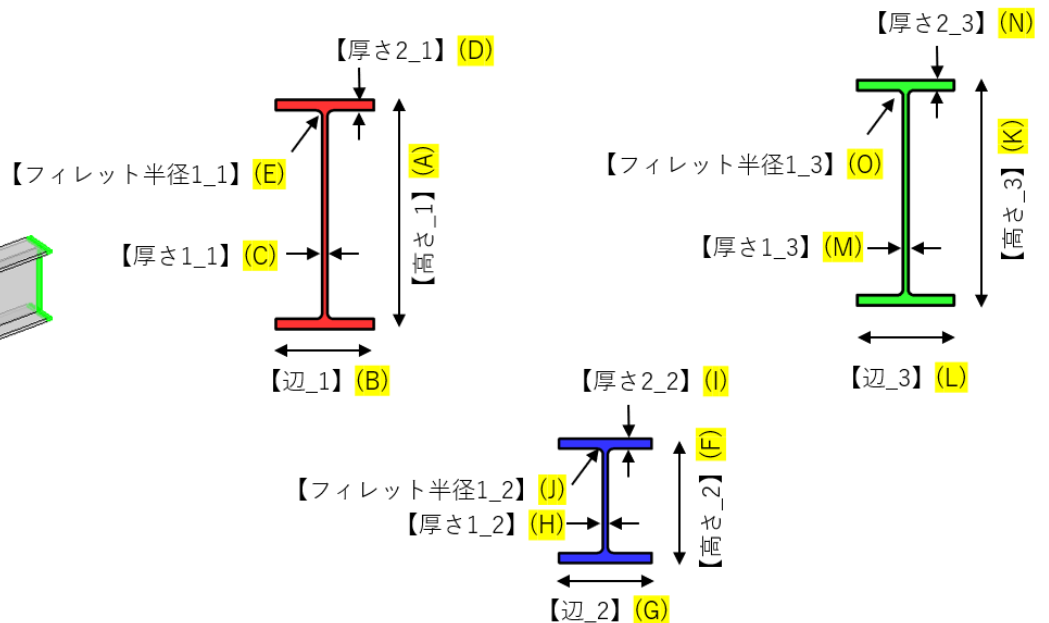 【厚さ2_1】(D)
【フィレット半径1_1】(E)
【高さ_1】(A)
【厚さ1_1】(C)
【辺_1】(B)
【厚さ2_3】(N)
【フィレット半径1_3】(O)
【高さ_3】(K)
【厚さ1_3】(M)
【辺_3】(L)
【厚さ2_2】(I)
【フィレット半径1_2】(J)
【高さ_2】(F)
【厚さ1_2】(H)
【辺_2】(G)